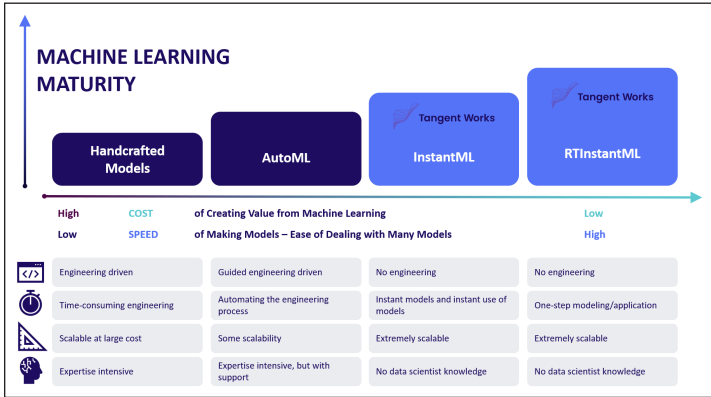 MACHINE LEARNING
MATURITY
Handcrafted
Models
AutoML
Tangent Works
InstantML
Tangent Works
RTInstantML
High COST of Creating Value from Machine Learning Low
Low SPEED of Making Models – Ease of Dealing with Many Models High
Engineering driven
Guided engineering driven
No engineering
No engineering
Time-consuming engineering
Automating the engineering
process
Instant models and instant use of
models
One-step modeling/application
Scalable at large cost
Some scalability
Extremely scalable
Extremely scalable
Expertise intensive
Expertise intensive, but with
support
No data scientist knowledge
No data scientist knowledge